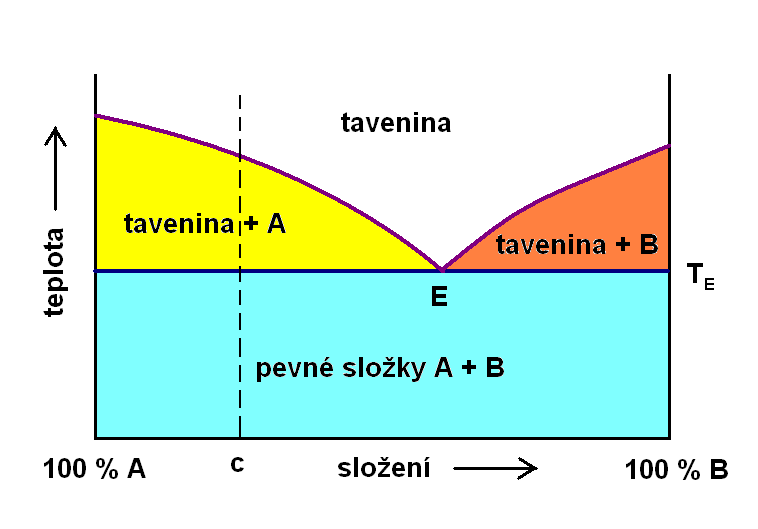 tavenina
tavenina + A
tavenina + B
teplota
T_E
E
pevné složky A + B
100 % A
c
složení
100 % B